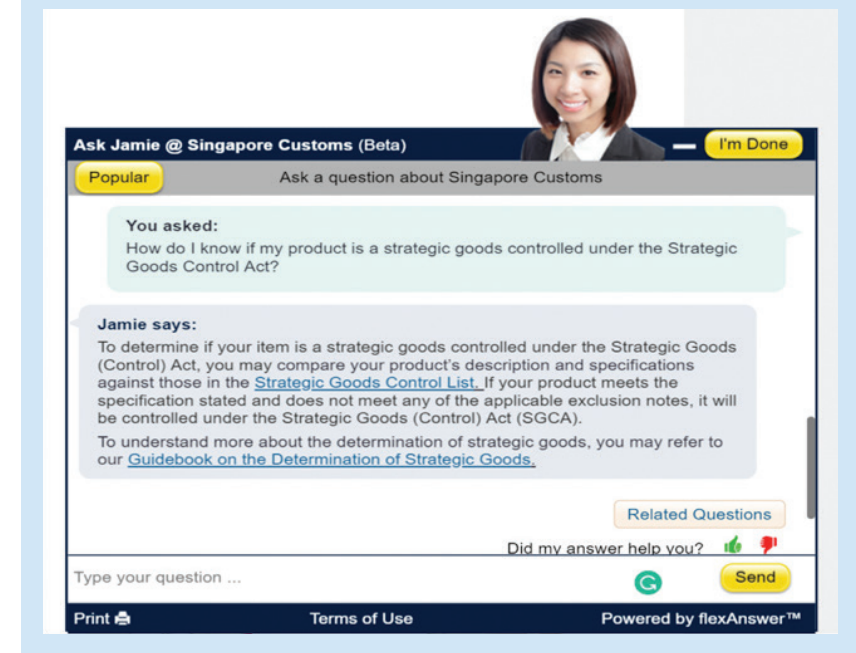 Ask Jamie @ Singapore Customs (Beta)
I'm Done
Popular
Ask a question about Singapore Customs
You asked:
How do I know if my product is a strategic goods controlled under the Strategic
Goods Control Act?
Jamie says:
To determine if your item is a strategic goods controlled under the Strategic Goods
(Control) Act, you may compare your product's description and specifications
against those in the Strategic Goods Control List. If your product meets the
specification stated and does not meet any of the applicable exclusion notes, it will
be controlled under the Strategic Goods (Control) Act (SGCA).
To understand more about the determination of strategic goods, you may refer to
our Guidebook on the Determination of Strategic Goods.
Related Questions
Did my answer help you?
Type your question ...
Send
Print
Terms of Use
Powered by flexAnswer™